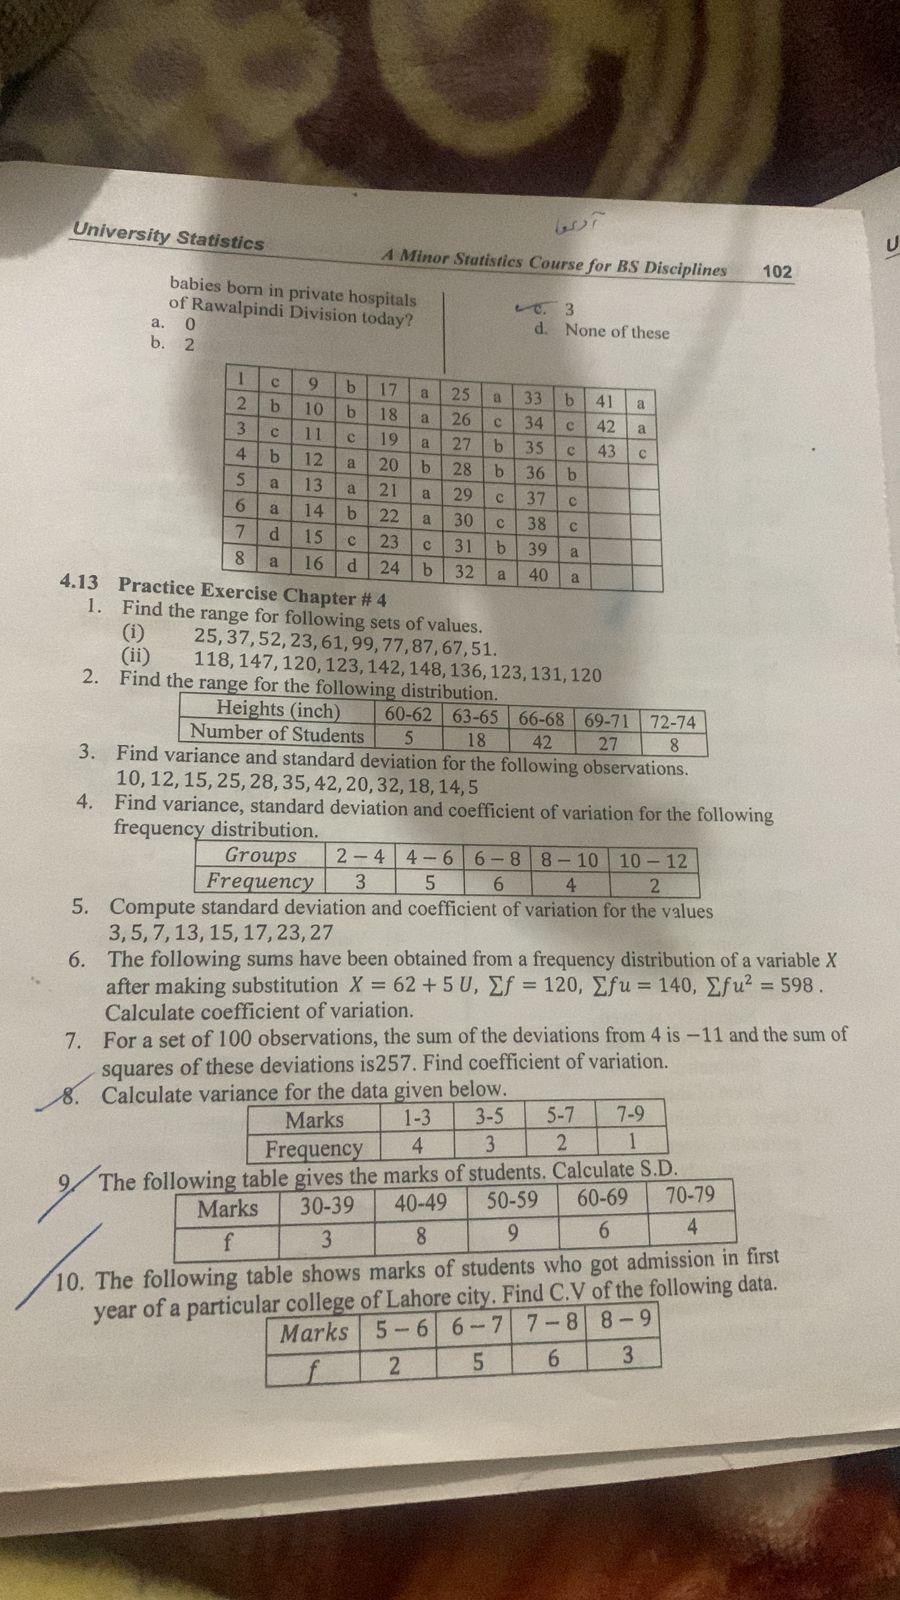 آدعا
University Statistics
A Minor Statistics Course for BS Disciplines 102
babies born in private hospitals
of Rawalpindi Division today?
a. 0
b. 2
c. 3
d. None of these
1 c 9 b 17 a 25 a 33 b 41 a
2 b 10 b 18 a 26 c 34 c 42 a
3 c 11 c 19 a 27 b 35 c 43 c
4 b 12 a 20 b 28 b 36 b
5 a 13 a 21 a 29 c 37 c
6 a 14 b 22 a 30 c 38 c
7 d 15 c 23 c 31 b 39 a
8 a 16 d 24 b 32 a 40 a
4.13 Practice Exercise Chapter # 4
1. Find the range for following sets of values.
(i) 25, 37, 52, 23, 61, 99, 77, 87, 67, 51.
(ii) 118, 147, 120, 123, 142, 148, 136, 123, 131, 120
2. Find the range for the following distribution.
Heights (inch) 60-62 63-65 66-68 69-71 72-74
Number of Students 5 18 42 27 8
3. Find variance and standard deviation for the following observations.
10, 12, 15, 25, 28, 35, 42, 20, 32, 18, 14, 5
4. Find variance, standard deviation and coefficient of variation for the following
frequency distribution.
Groups 2 – 4 4 – 6 6 – 8 8 – 10 10 – 12
Frequency 3 5 6 4 2
5. Compute standard deviation and coefficient of variation for the values
3, 5, 7, 13, 15, 17, 23, 27
6. The following sums have been obtained from a frequency distribution of a variable X
after making substitution X = 62 + 5 U, ∑f = 120, ∑fu = 140, ∑fu² = 598 .
Calculate coefficient of variation.
7. For a set of 100 observations, the sum of the deviations from 4 is −11 and the sum of
squares of these deviations is257. Find coefficient of variation.
8. Calculate variance for the data given below.
Marks 1-3 3-5 5-7 7-9
Frequency 4 3 2 1
9. The following table gives the marks of students. Calculate S.D.
Marks 30-39 40-49 50-59 60-69 70-79
f 3 8 9 6 4
10. The following table shows marks of students who got admission in first
year of a particular college of Lahore city. Find C.V of the following data.
Marks 5 – 6 6 – 7 7 – 8 8 – 9
f 2 5 6 3
U